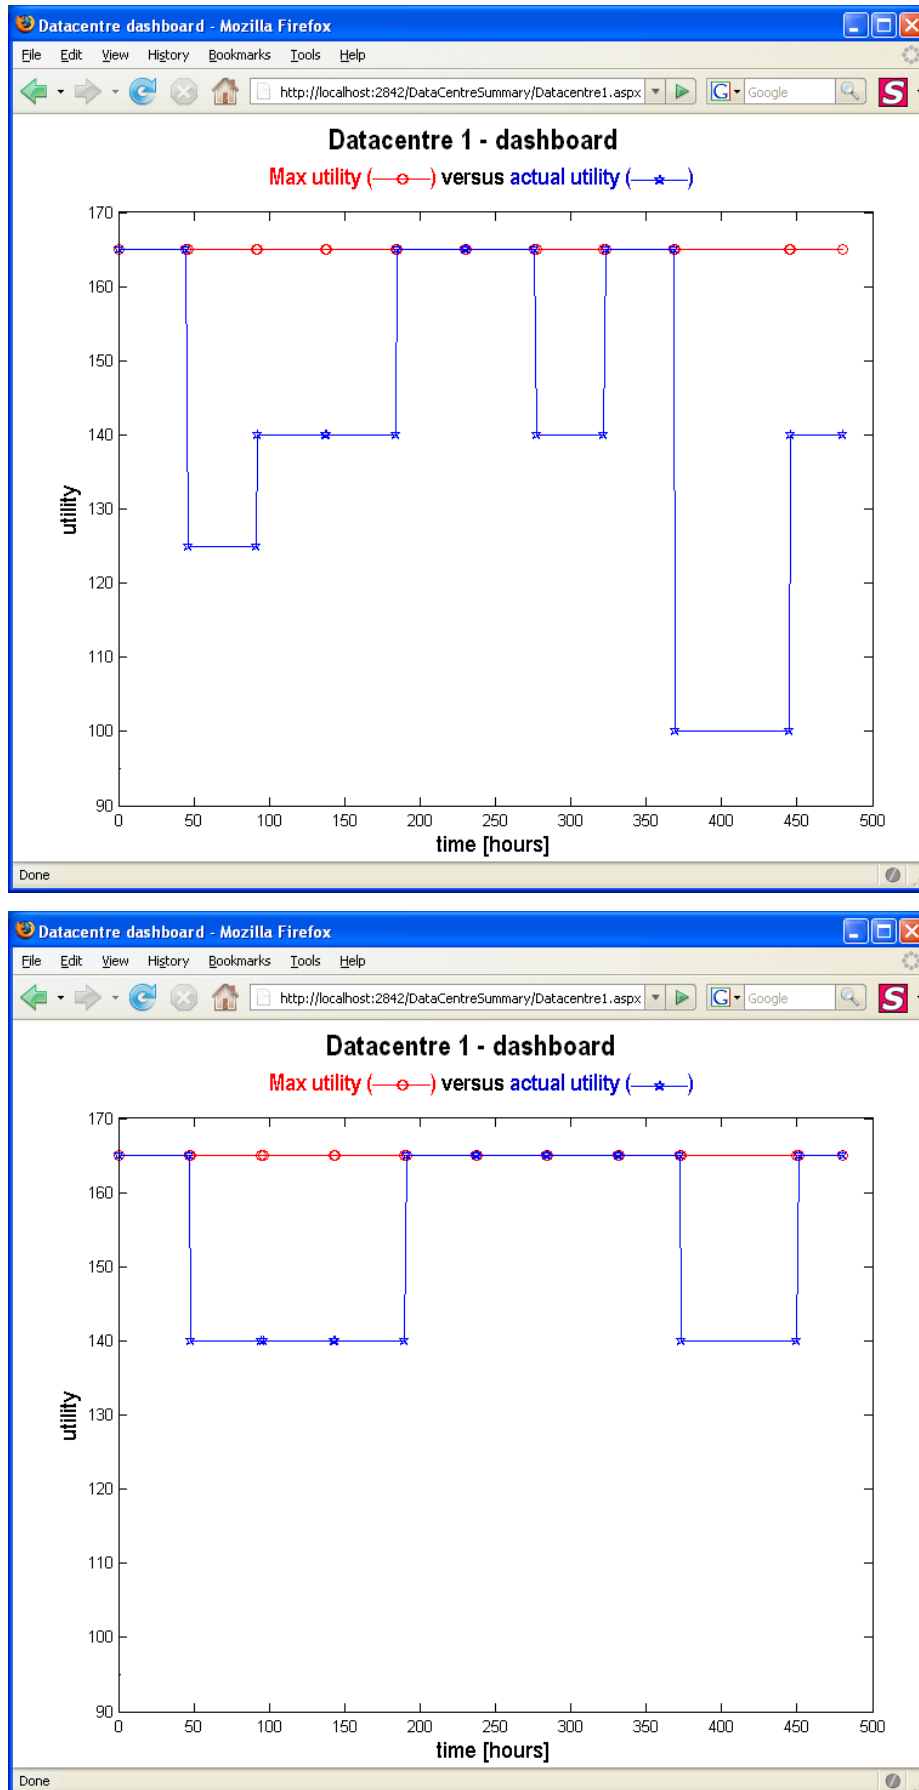 Datacentre dashboard - Mozilla Firefox
File Edit View History Bookmarks Tools Help
http://localhost:2842/DataCentreSummary/Datacentre1.aspx G Google S
Datacentre 1 - dashboard
Max utility ( ) versus actual utility ( )
170
160
150
140
130
120
110
100
90
utility
0 50 100 150 200 250 300 350 400 450 500
time [hours]
Done
Datacentre dashboard - Mozilla Firefox
File Edit View History Bookmarks Tools Help
http://localhost:2842/DataCentreSummary/Datacentre1.aspx G Google S
Datacentre 1 - dashboard
Max utility ( ) versus actual utility ( )
170
160
150
140
130
120
110
100
90
utility
0 50 100 150 200 250 300 350 400 450 500
time [hours]
Done